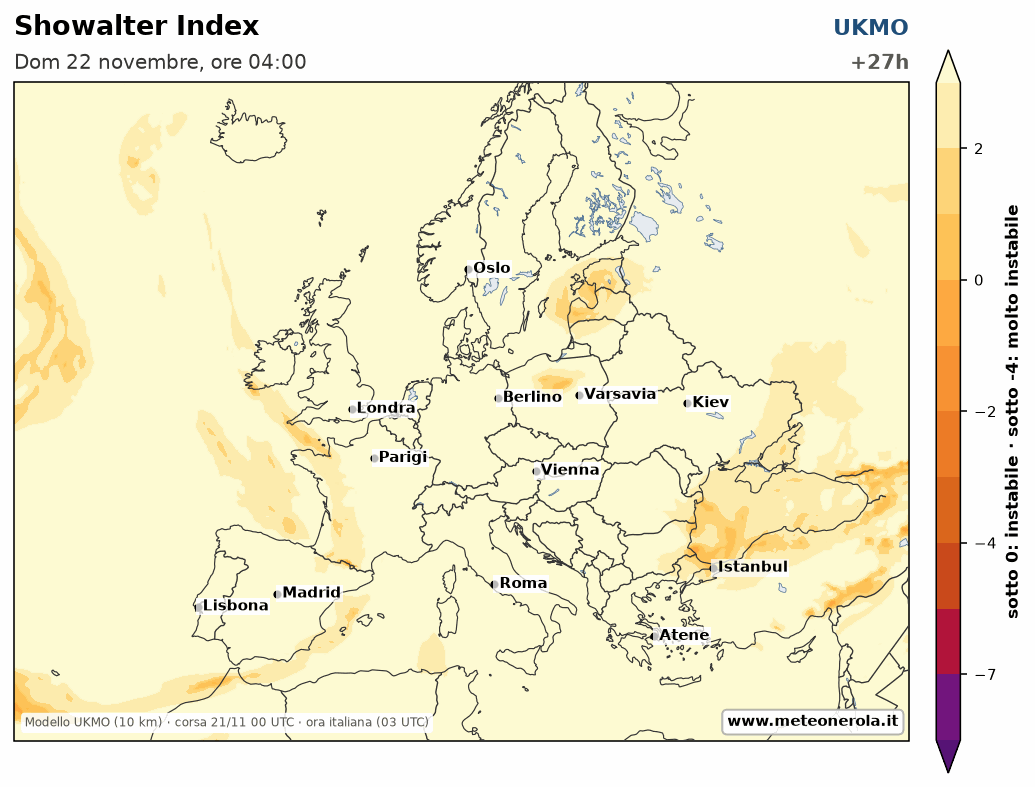 Showalter Index
UKMO
Dom 22 novembre, ore 04:00
+27h
Oslo
Londra
Berlino
Varsavia
Kiev
Parigi
Vienna
Istanbul
Roma
Madrid
Lisbona
Atene
2
0
−2
−4
−7
sotto 0: instabile · sotto -4: molto instabile
Modello UKMO (10 km) · corsa 21/11 00 UTC · ora italiana (03 UTC)
www.meteonerola.it